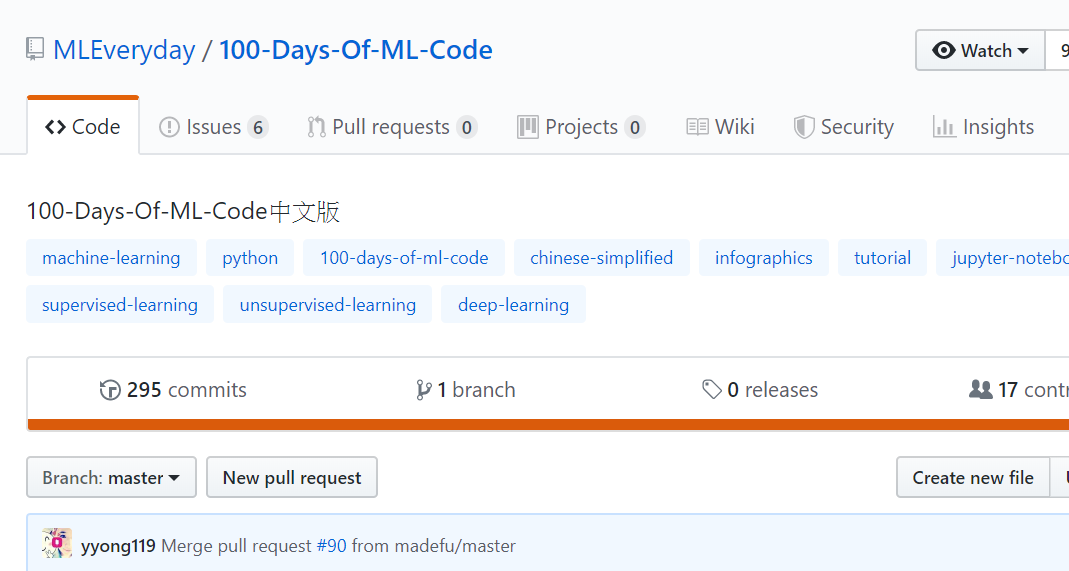 MLEveryday / 100-Days-Of-ML-Code
Watch 9
Code Issues 6 Pull requests 0 Projects 0 Wiki Security Insights
100-Days-Of-ML-Code中文版
machine-learning python 100-days-of-ml-code chinese-simplified infographics tutorial jupyter-notebo
supervised-learning unsupervised-learning deep-learning
295 commits 1 branch 0 releases 17 contr
Branch: master New pull request Create new file
yyong119 Merge pull request #90 from madefu/master